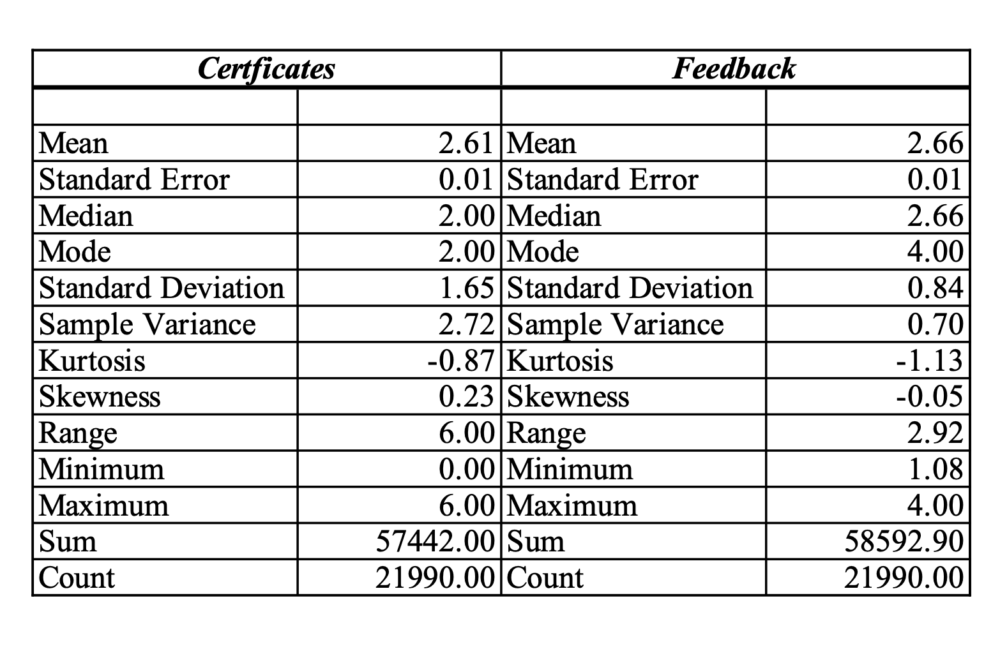 Certficates Feedback
Mean 2.61 Mean 2.66
Standard Error 0.01 Standard Error 0.01
Median 2.00 Median 2.66
Mode 2.00 Mode 4.00
Standard Deviation 1.65 Standard Deviation 0.84
Sample Variance 2.72 Sample Variance 0.70
Kurtosis -0.87 Kurtosis -1.13
Skewness 0.23 Skewness -0.05
Range 6.00 Range 2.92
Minimum 0.00 Minimum 1.08
Maximum 6.00 Maximum 4.00
Sum 57442.00 Sum 58592.90
Count 21990.00 Count 21990.00